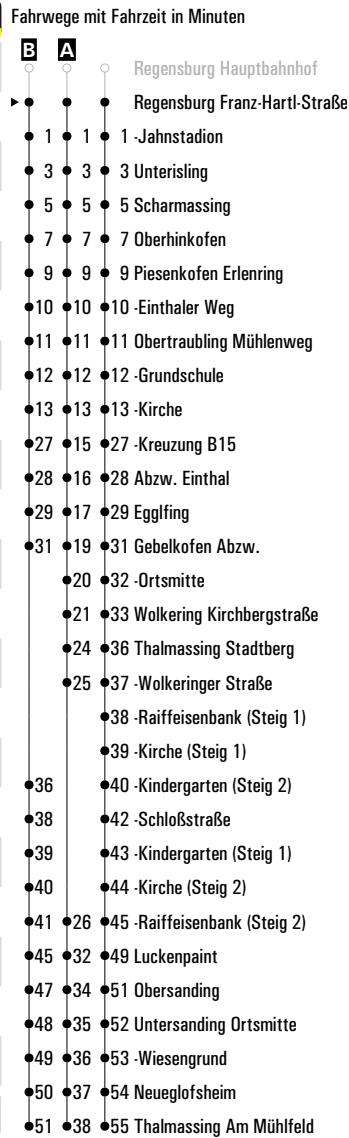 Fahrwege mit Fahrzeit in Minuten
B A
Regensburg Hauptbahnhof
Regensburg Franz-Hartl-Straße
1 1 1 -Jahnstadion
3 3 3 Unterisling
5 5 5 Scharmassing
7 7 7 Oberhinkofen
9 9 9 Piesenkofen Erlenring
10 10 10 -Einthaler Weg
11 11 11 Obertraubling Mühlenweg
12 12 12 -Grundschule
13 13 13 -Kirche
27 15 27 -Kreuzung B15
28 16 28 Abzw. Einthal
29 17 29 Egglfing
31 19 31 Gebelkofen Abzw.
20 32 -Ortsmitte
21 33 Wolkering Kirchbergstraße
24 36 Thalmassing Stadtberg
25 37 -Wolkeringer Straße
38 -Raiffeisenbank (Steig 1)
39 -Kirche (Steig 1)
36 40 -Kindergarten (Steig 2)
38 42 -Schloßstraße
39 43 -Kindergarten (Steig 1)
40 44 -Kirche (Steig 2)
41 26 45 -Raiffeisenbank (Steig 2)
45 32 49 Luckenpaint
47 34 51 Obersanding
48 35 52 Untersanding Ortsmitte
49 36 53 -Wiesengrund
50 37 54 Neueglofsheim
51 38 55 Thalmassing Am Mühlfeld